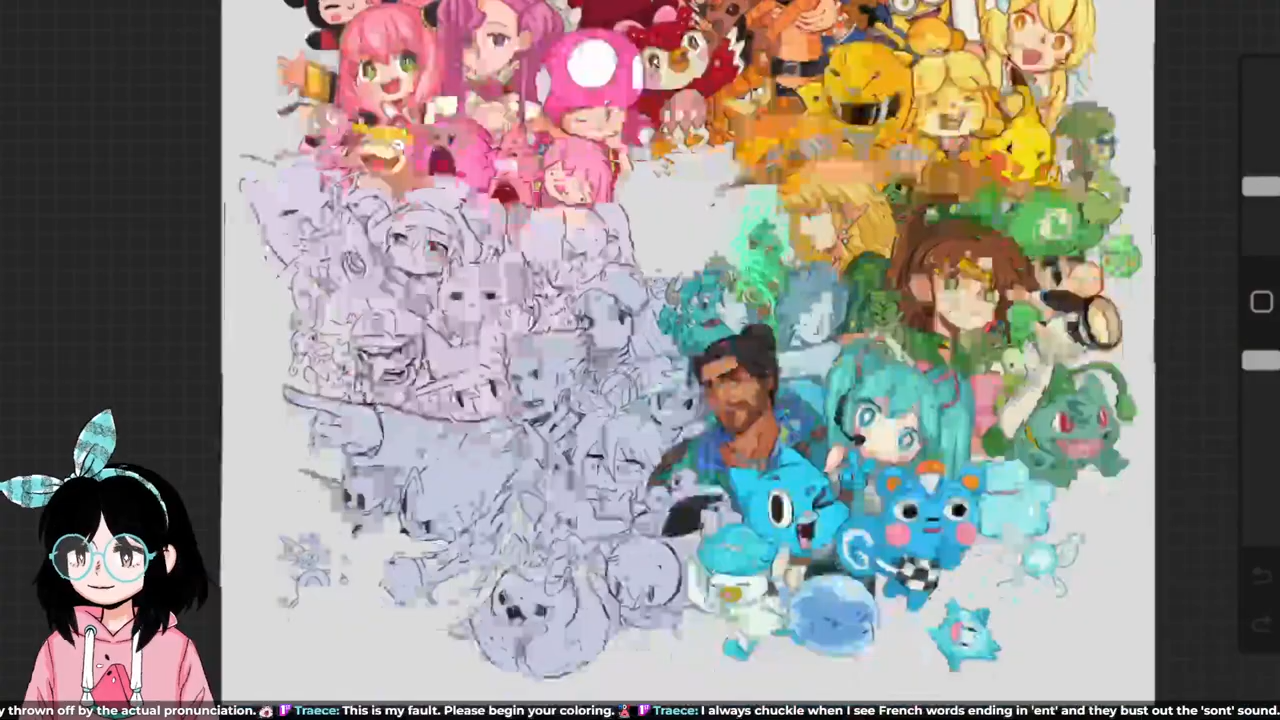 y thrown off by the actual pronunciation. Traece: This is my fault. Please begin your coloring. Traece: I always chuckle when I see French words ending in 'ent' and they bust out the 'sont' sound.